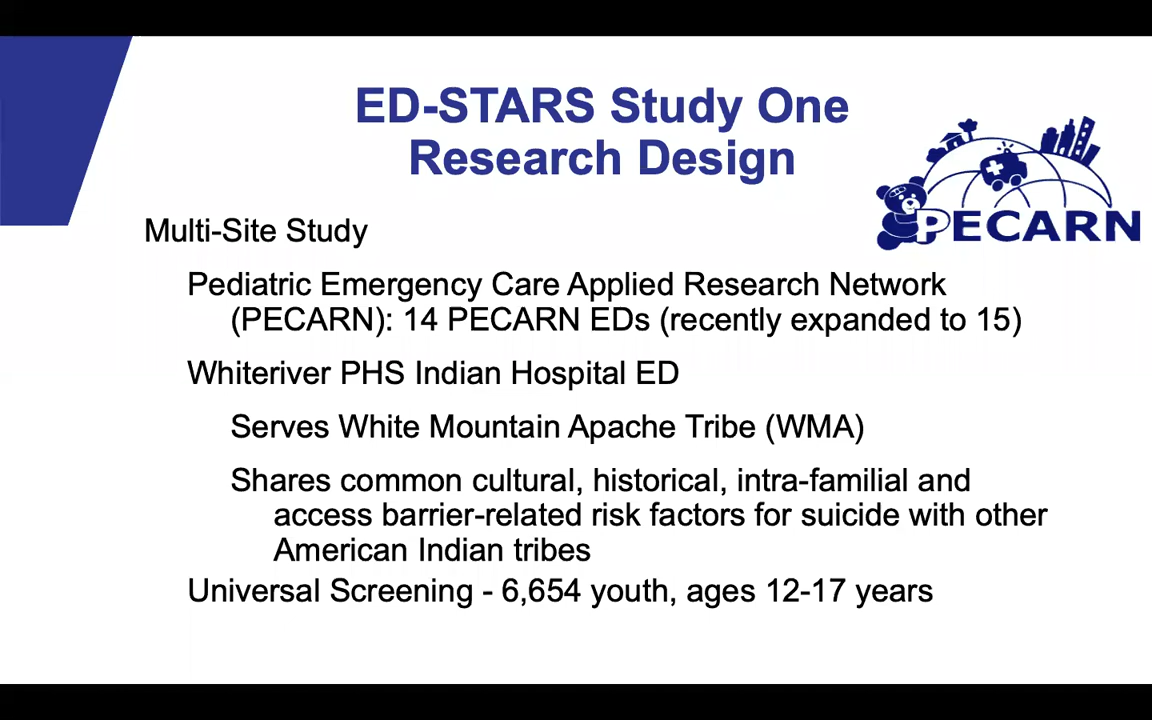 ED-STARS Study One
Research Design
PECARN
Multi-Site Study
Pediatric Emergency Care Applied Research Network
(PECARN): 14 PECARN EDs (recently expanded to 15)
Whiteriver PHS Indian Hospital ED
Serves White Mountain Apache Tribe (WMA)
Shares common cultural, historical, intra-familial and
access barrier-related risk factors for suicide with other
American Indian tribes
Universal Screening - 6,654 youth, ages 12-17 years